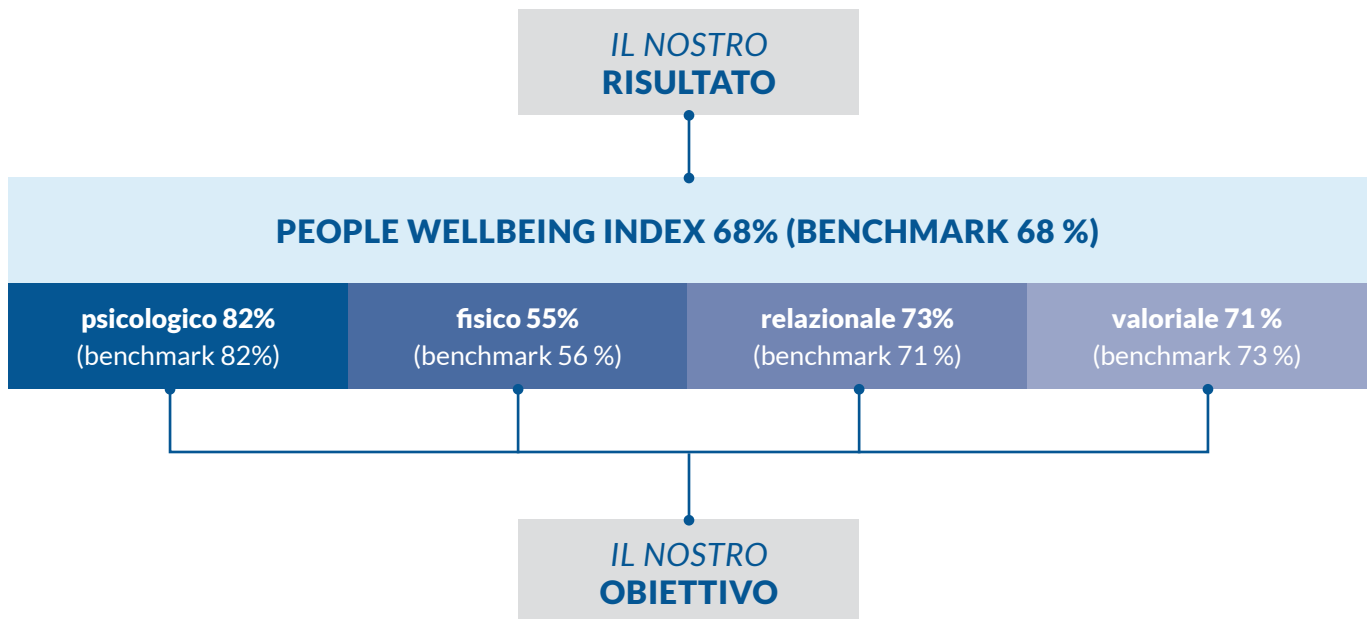 IL NOSTRO
RISULTATO
PEOPLE WELLBEING INDEX 68% (BENCHMARK 68 %)
psicologico 82%
(benchmark 82%)
fisico 55%
(benchmark 56 %)
relazionale 73%
(benchmark 71 %)
valoriale 71 %
(benchmark 73 %)
IL NOSTRO
OBIETTIVO